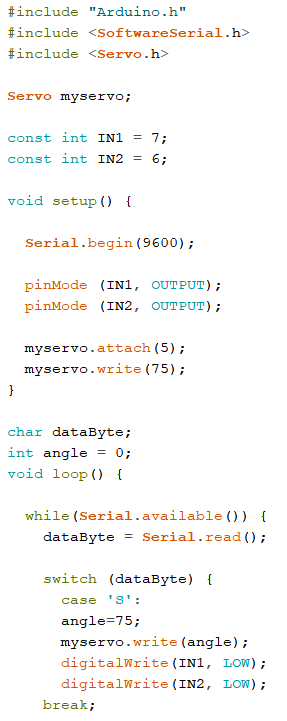 #include "Arduino.h"
#include <SoftwareSerial.h>
#include <Servo.h>

Servo myservo;

const int IN1 = 7;
const int IN2 = 6;

void setup() {

  Serial.begin(9600);

  pinMode (IN1, OUTPUT);
  pinMode (IN2, OUTPUT);

  myservo.attach(5);
  myservo.write(75);
}

char dataByte;
int angle = 0;
void loop() {

  while(Serial.available()) {
    dataByte = Serial.read();

    switch (dataByte) {
      case 'S':
      angle=75;
      myservo.write(angle);
      digitalWrite(IN1, LOW);
      digitalWrite(IN2, LOW);
    break;